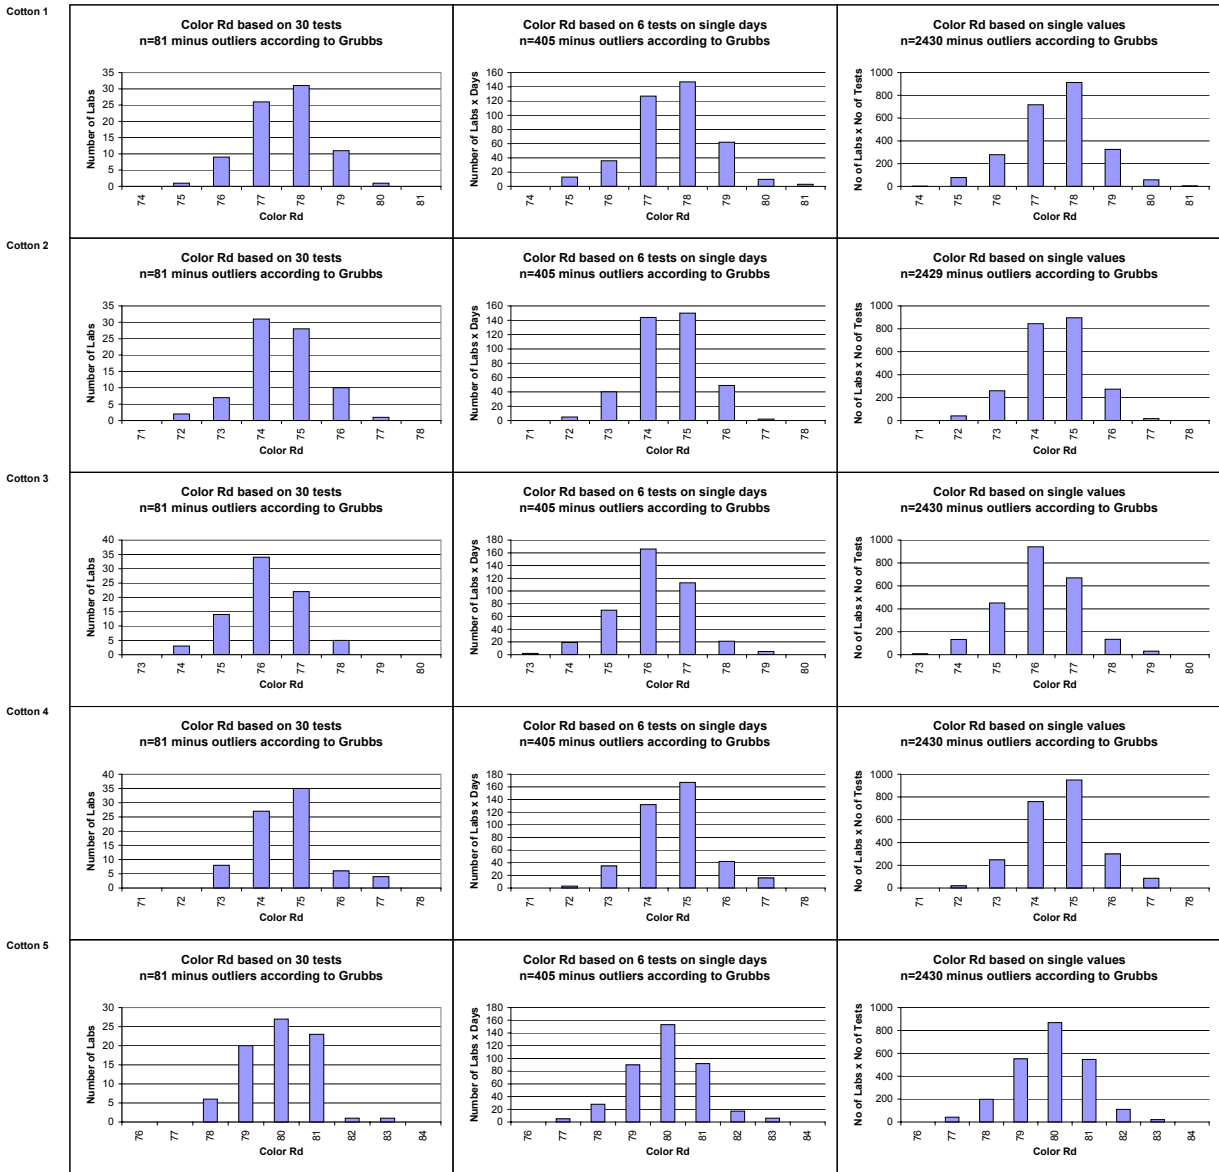 Cotton 1
Color Rd based on 30 tests
n=81 minus outliers according to Grubbs
Number of Labs
35
30
25
20
15
10
5
0
74 75 76 77 78 79 80 81
Color Rd
Color Rd based on 6 tests on single days
n=405 minus outliers according to Grubbs
Number of Labs x Days
160
140
120
100
80
60
40
20
0
74 75 76 77 78 79 80 81
Color Rd
Color Rd based on single values
n=2430 minus outliers according to Grubbs
No of Labs x No of Tests
1000
800
600
400
200
0
74 75 76 77 78 79 80 81
Color Rd
Cotton 2
Color Rd based on 30 tests
n=81 minus outliers according to Grubbs
Number of Labs
35
30
25
20
15
10
5
0
71 72 73 74 75 76 77 78
Color Rd
Color Rd based on 6 tests on single days
n=405 minus outliers according to Grubbs
Number of Labs x Days
160
140
120
100
80
60
40
20
0
71 72 73 74 75 76 77 78
Color Rd
Color Rd based on single values
n=2429 minus outliers according to Grubbs
No of Labs x No of Tests
1000
800
600
400
200
0
71 72 73 74 75 76 77 78
Color Rd
Cotton 3
Color Rd based on 30 tests
n=81 minus outliers according to Grubbs
Number of Labs
40
35
30
25
20
15
10
5
0
73 74 75 76 77 78 79 80
Color Rd
Color Rd based on 6 tests on single days
n=405 minus outliers according to Grubbs
Number of Labs x Days
180
160
140
120
100
80
60
40
20
0
73 74 75 76 77 78 79 80
Color Rd
Color Rd based on single values
n=2430 minus outliers according to Grubbs
No of Labs x No of Tests
1000
800
600
400
200
0
73 74 75 76 77 78 79 80
Color Rd
Cotton 4
Color Rd based on 30 tests
n=81 minus outliers according to Grubbs
Number of Labs
40
35
30
25
20
15
10
5
0
71 72 73 74 75 76 77 78
Color Rd
Color Rd based on 6 tests on single days
n=405 minus outliers according to Grubbs
Number of Labs x Days
180
160
140
120
100
80
60
40
20
0
71 72 73 74 75 76 77 78
Color Rd
Color Rd based on single values
n=2430 minus outliers according to Grubbs
No of Labs x No of Tests
1000
800
600
400
200
0
71 72 73 74 75 76 77 78
Color Rd
Cotton 5
Color Rd based on 30 tests
n=81 minus outliers according to Grubbs
Number of Labs
30
25
20
15
10
5
0
76 77 78 79 80 81 82 83 84
Color Rd
Color Rd based on 6 tests on single days
n=405 minus outliers according to Grubbs
Number of Labs x Days
180
160
140
120
100
80
60
40
20
0
76 77 78 79 80 81 82 83 84
Color Rd
Color Rd based on single values
n=2430 minus outliers according to Grubbs
No of Labs x No of Tests
1000
800
600
400
200
0
76 77 78 79 80 81 82 83 84
Color Rd